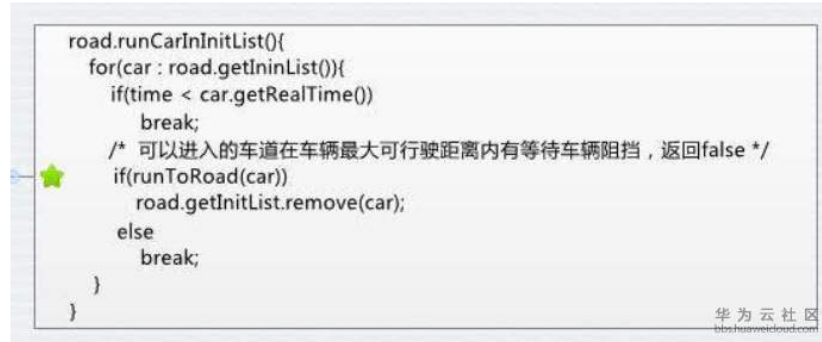 road.runCarInInitList(){
for(car : road.getIninList()){
if(time < car.getRealTime())
break;
/* 可以进入的车道在车辆最大可行驶距离内有等待车辆阻挡，返回false */
if(runToRoad(car))
road.getInitList.remove(car);
else
break;
}
}
华为云社区
bbs.huaweicloud.com